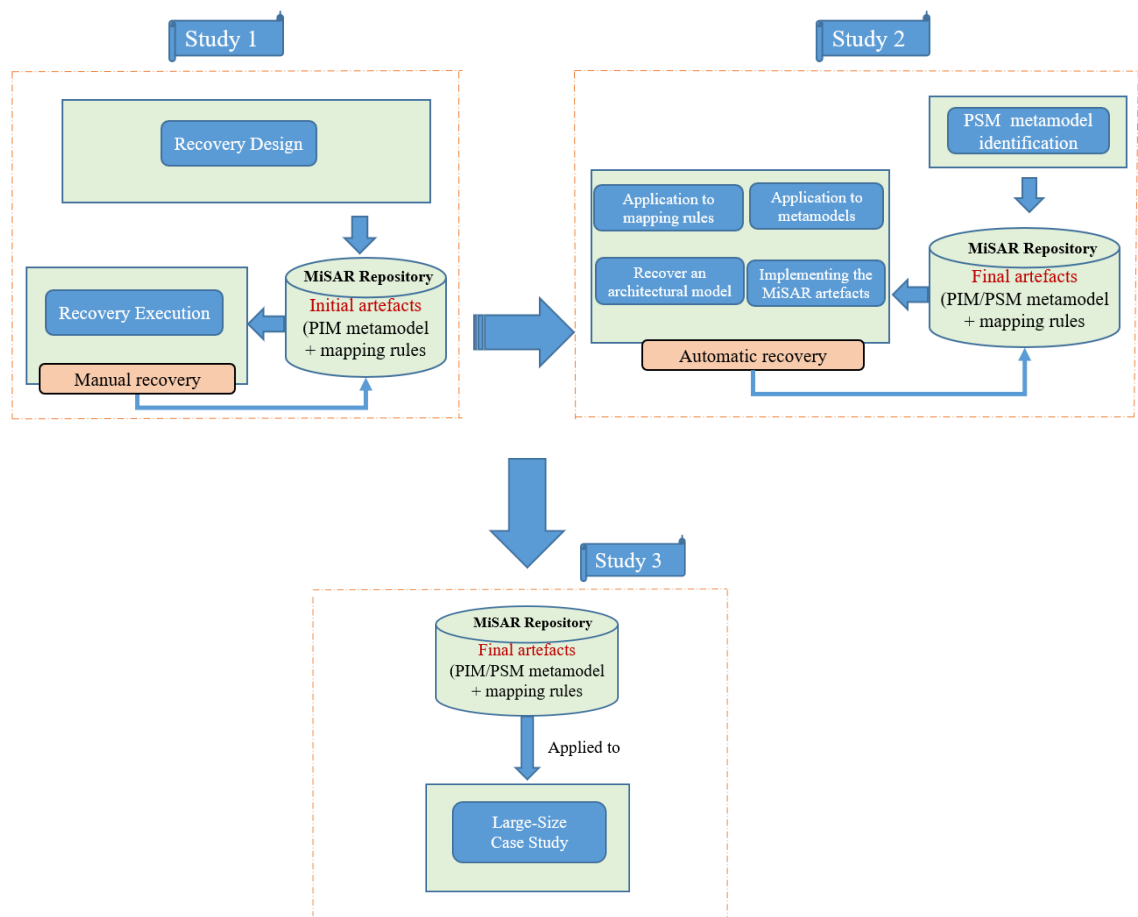 Study 1
Recovery Design
MiSAR Repository
Initial artefacts
(PIM metamodel
+ mapping rules
Recovery Execution
Manual recovery
Study 2
PSM metamodel
identification
Application to
mapping rules
Application to
metamodels
Recover an
architectural model
Implementing the
MiSAR artefacts
Automatic recovery
MiSAR Repository
Final artefacts
(PIM/PSM metamodel
+ mapping rules
Study 3
MiSAR Repository
Final artefacts
(PIM/PSM metamodel
+ mapping rules
Applied to
Large-Size
Case Study